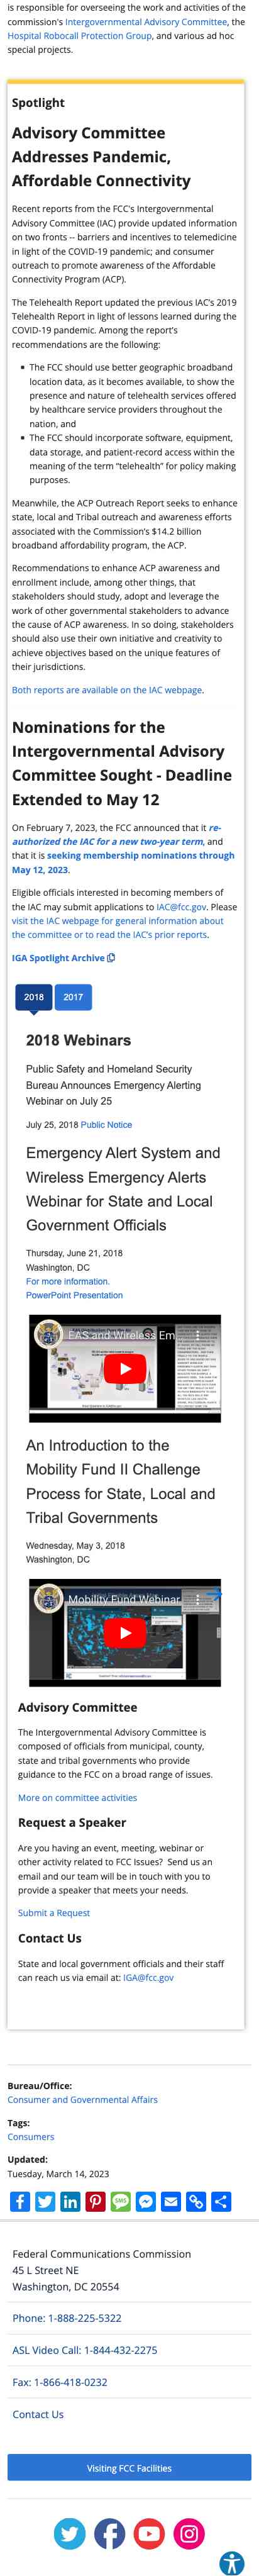 is responsible for overseeing the work and activities of the
commission's Intergovernmental Advisory Committee, the
Hospital Robocall Protection Group, and various ad hoc
special projects.
Spotlight
Advisory Committee
Addresses Pandemic,
Affordable Connectivity
Recent reports from the FCC's Intergovernmental
Advisory Committee (IAC) provide updated information
on two fronts -- barriers and incentives to telemedicine
in light of the COVID-19 pandemic; and consumer
outreach to promote awareness of the Affordable
Connectivity Program (ACP).
The Telehealth Report updated the previous IAC's 2019
Telehealth Report in light of lessons learned during the
COVID-19 pandemic. Among the report's
recommendations are the following:
The FCC should use better geographic broadband
location data, as it becomes available, to show the
presence and nature of telehealth services offered
by healthcare service providers throughout the
nation, and
The FCC should incorporate software, equipment,
data storage, and patient-record access within the
meaning of the term “telehealth” for policy making
purposes.
Meanwhile, the ACP Outreach Report seeks to enhance
state, local and Tribal outreach and awareness efforts
associated with the Commission's $14.2 billion
broadband affordability program, the ACP.
Recommendations to enhance ACP awareness and
enrollment include, among other things, that
stakeholders should study, adopt and leverage the
work of other governmental stakeholders to advance
the cause of ACP awareness. In so doing, stakeholders
should also use their own initiative and creativity to
achieve objectives based on the unique features of
their jurisdictions.
Both reports are available on the IAC webpage.
Nominations for the
Intergovernmental Advisory
Committee Sought - Deadline
Extended to May 12
On February 7, 2023, the FCC announced that it re-
authorized the IAC for a new two-year term, and
that it is seeking membership nominations through
May 12, 2023.
Eligible officials interested in becoming members of
the IAC may submit applications to IAC@fcc.gov. Please
visit the IAC webpage for general information about
the committee or to read the IAC's prior reports.
IGA Spotlight Archive
2018 2017
2018 Webinars
Public Safety and Homeland Security
Bureau Announces Emergency Alerting
Webinar on July 25
July 25, 2018 Public Notice
Emergency Alert System and
Wireless Emergency Alerts
Webinar for State and Local
Government Officials
Thursday, June 21, 2018
Washington, DC
For more information.
PowerPoint Presentation
EAS and Wireless Em
An Introduction to the
Mobility Fund II Challenge
Process for State, Local and
Tribal Governments
Wednesday, May 3, 2018
Washington, DC
Mobility Fund Webinar
Advisory Committee
The Intergovernmental Advisory Committee is
composed of officials from municipal, county,
state and tribal governments who provide
guidance to the FCC on a broad range of issues.
More on committee activities
Request a Speaker
Are you having an event, meeting, webinar or
other activity related to FCC Issues? Send us an
email and our team will be in touch with you to
provide a speaker that meets your needs.
Submit a Request
Contact Us
State and local government officials and their staff
can reach us via email at: IGA@fcc.gov
Bureau/Office:
Consumer and Governmental Affairs
Tags:
Consumers
Updated:
Tuesday, March 14, 2023
SMS
Federal Communications Commission
45 L Street NE
Washington, DC 20554
Phone: 1-888-225-5322
ASL Video Call: 1-844-432-2275
Fax: 1-866-418-0232
Contact Us
Visiting FCC Facilities